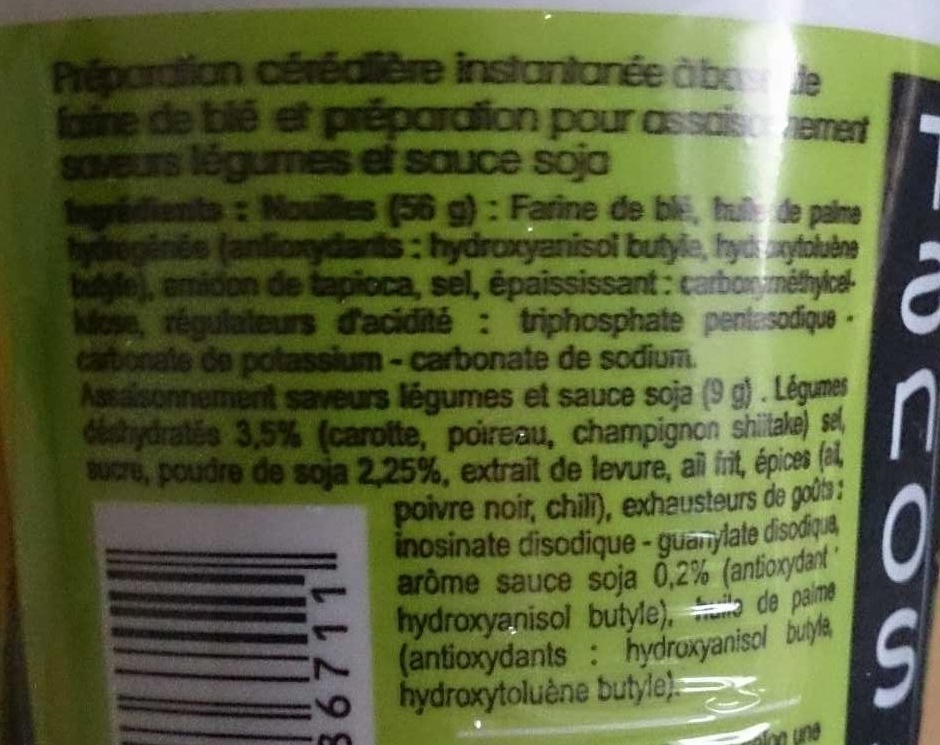 Préparation céréalière instantanée à base de
farine de blé et préparation pour assaisonnement
saveurs légumes et sauce soja
Ingrédients : Nouilles (56 g) : Farine de blé, huile de palme
hydrogénée (antioxydants : hydroxyanisol butyle, hydroxytoluène
butyle), amidon de tapioca, sel, épaississant : carboxyméthylcel-
lulose, régulateurs d'acidité : triphosphate pentasodique -
carbonate de potassium - carbonate de sodium.
Assaisonnement saveurs légumes et sauce soja (9 g) . Légumes
déshydratés 3,5% (carotte, poireau, champignon shiitake) sel,
sucre, poudre de soja 2,25%, extrait de levure, ail frit, épices (ail,
poivre noir, chili), exhausteurs de goûts :
inosinate disodique - guanylate disodique,
arôme sauce soja 0,2% (antioxydant :
hydroxyanisol butyle), huile de palme
(antioxydants : hydroxyanisol butyle,
hydroxytoluène butyle).
une
36711
anos